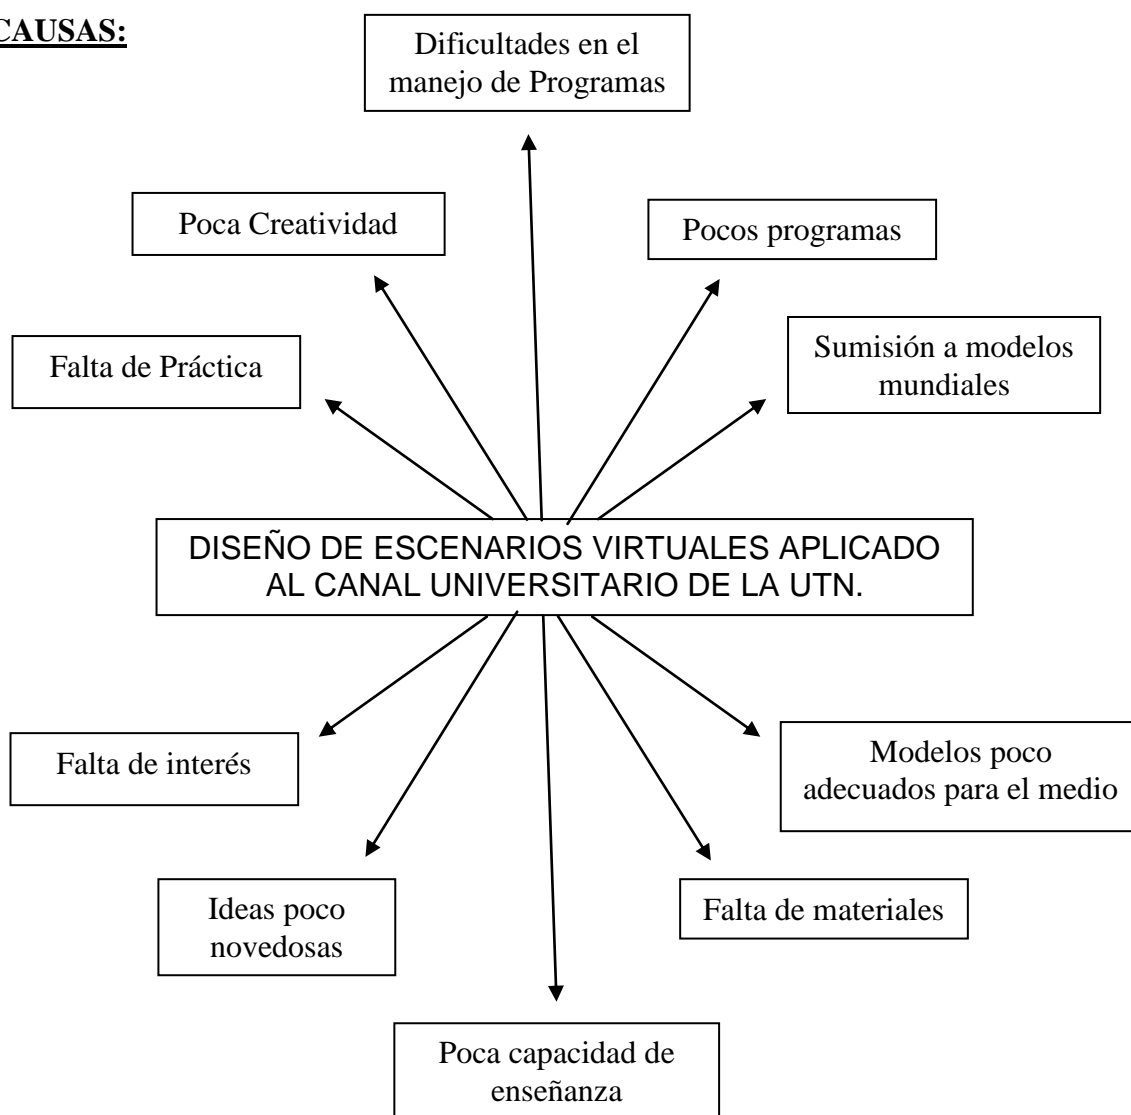 CAUSAS:
Dificultades en el
manejo de Programas
Poca Creatividad
Pocos programas
Falta de Práctica
Sumisión a modelos
mundiales
DISEÑO DE ESCENARIOS VIRTUALES APLICADO
AL CANAL UNIVERSITARIO DE LA UTN.
Falta de interés
Modelos poco
adecuados para el medio
Ideas poco
novedosas
Falta de materiales
Poca capacidad de
enseñanza